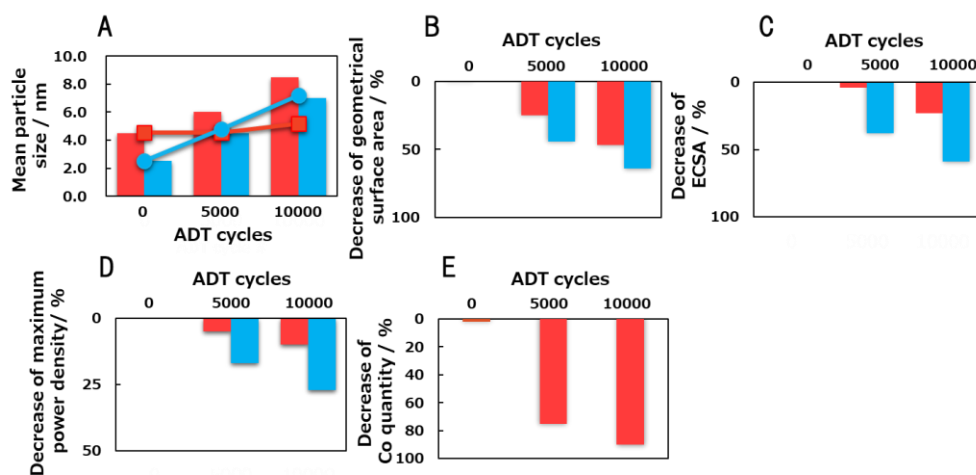 A
Mean particle
size / nm
10.0
8.0
6.0
4.0
2.0
0.0
0 5000 10000
ADT cycles
B
ADT cycles
0 5000 10000
Decrease of geometrical
surface area / %
0
50
100
C
ADT cycles
0 5000 10000
Decrease of
ECSA / %
0
50
100
D
ADT cycles
0 5000 10000
Decrease of maximum
power density/ %
0
25
50
E
ADT cycles
0 5000 10000
Decrease of
Co quantity / %
0
20
40
60
80
100